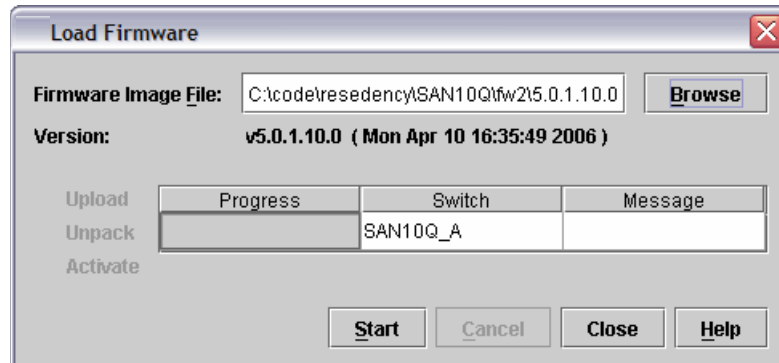 Load Firmware
Firmware Image File: C:\code\resedency\SAN10Q\fw2\5.0.1.10.0 Browse
Version: v5.0.1.10.0 ( Mon Apr 10 16:35:49 2006 )
Upload Progress Switch Message
Unpack SAN10Q_A
Activate
Start Cancel Close Help